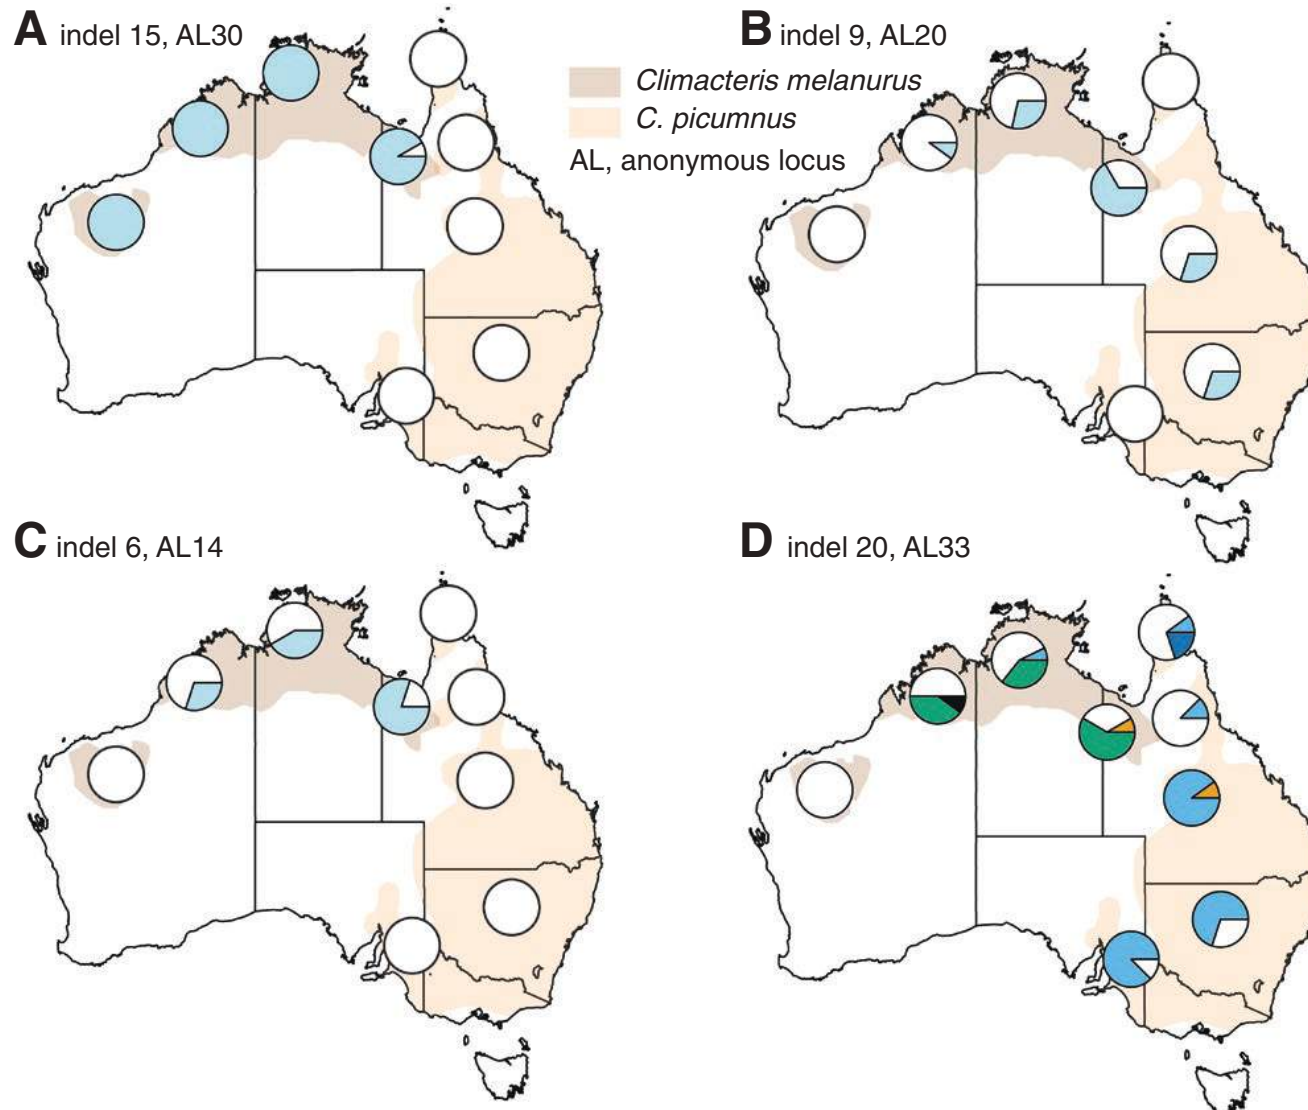 A indel 15, AL30
B indel 9, AL20
Climacteris melanurus
C. picumnus
AL, anonymous locus
C indel 6, AL14
D indel 20, AL33